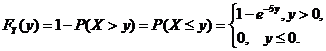 F_Y(y)=1−P(X>y)=P(X≤y)={1−e^{−5y}, y>0,
0, y≤0.